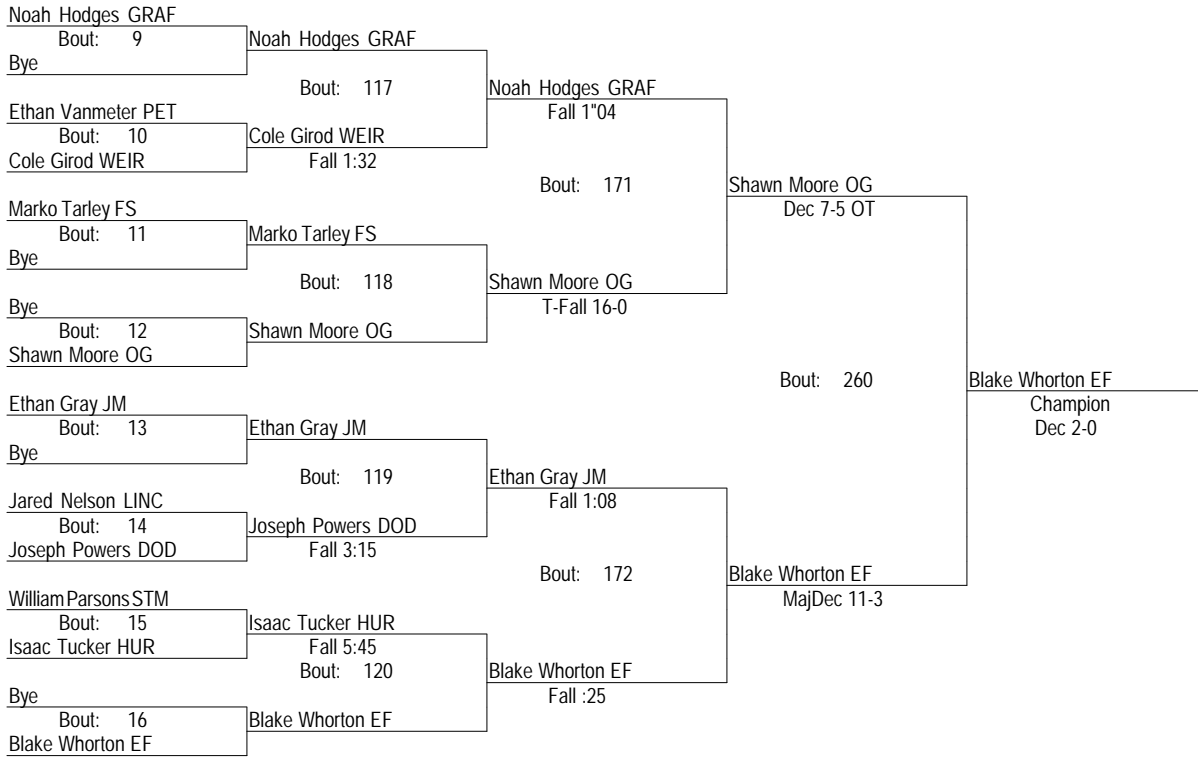 Noah Hodges GRAF
Bout: 9
Bye
Noah Hodges GRAF
Bout: 117
Ethan Vanmeter PET
Bout: 10
Cole Girod WEIR
Cole Girod WEIR
Fall 1:32
Noah Hodges GRAF
Fall 1"04
Bout: 171
Marko Tarley FS
Bout: 11
Bye
Marko Tarley FS
Bout: 118
Bye
Bout: 12
Shawn Moore OG
Shawn Moore OG
Shawn Moore OG
T-Fall 16-0
Shawn Moore OG
Dec 7-5 OT
Bout: 260
Ethan Gray JM
Bout: 13
Bye
Ethan Gray JM
Bout: 119
Jared Nelson LINC
Bout: 14
Joseph Powers DOD
Joseph Powers DOD
Fall 3:15
Ethan Gray JM
Fall 1:08
Bout: 172
William Parsons STM
Bout: 15
Isaac Tucker HUR
Isaac Tucker HUR
Fall 5:45
Bout: 120
Bye
Bout: 16
Blake Whorton EF
Blake Whorton EF
Blake Whorton EF
Fall :25
Blake Whorton EF
MajDec 11-3
Blake Whorton EF
Champion
Dec 2-0